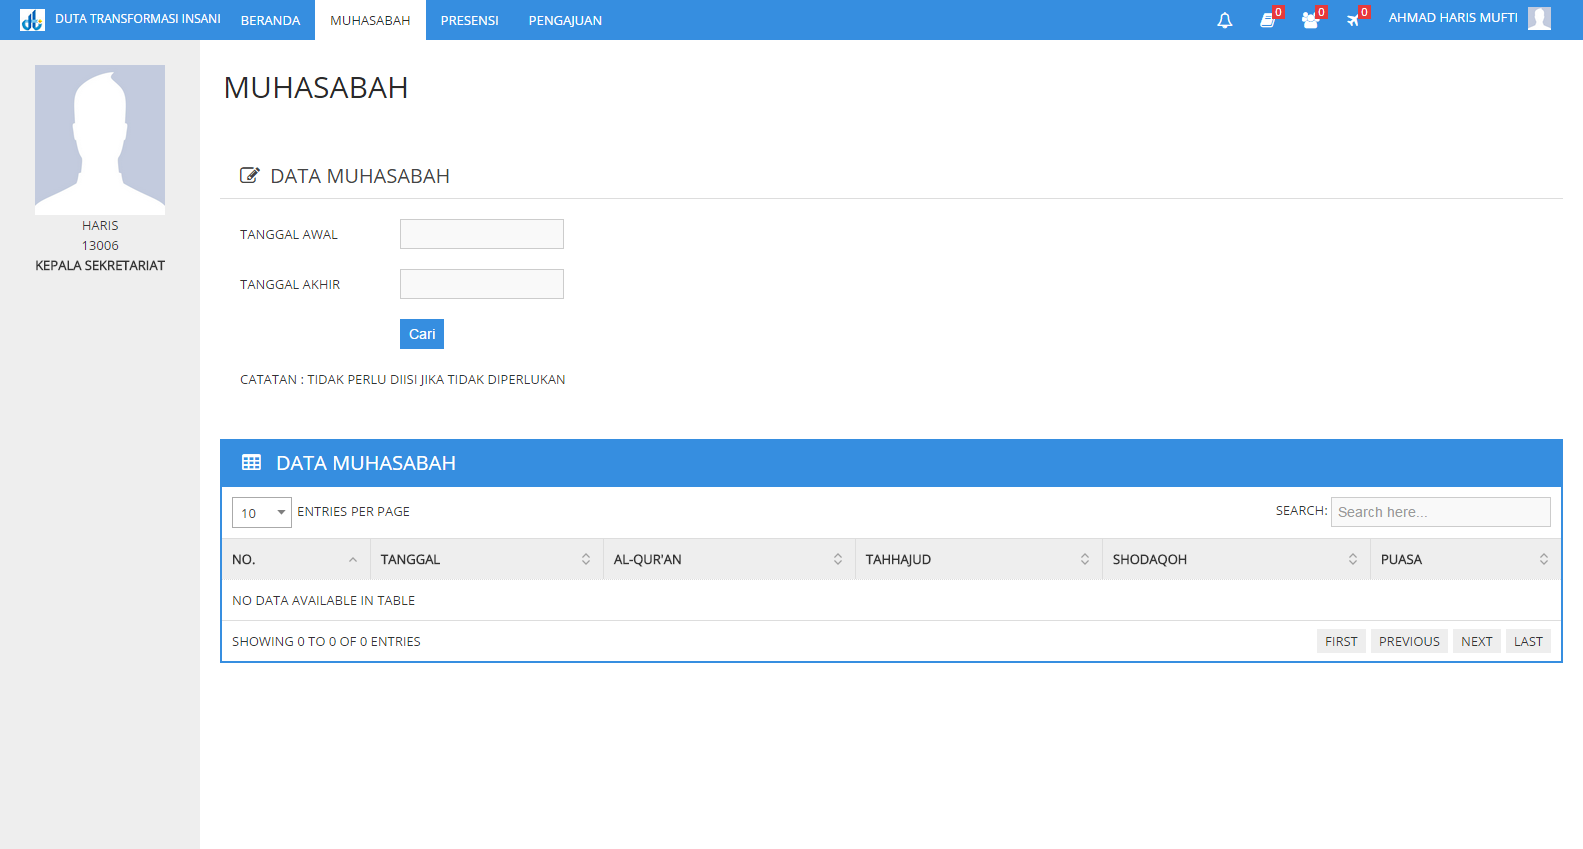 DUTA TRANSFORMASI INSANI BERANDA MUHASABAH PRESENSI PENGAJUAN 0 0 0 AHMAD HARIS MUFTI
HARIS
13006
KEPALA SEKRETARIAT
MUHASABAH
DATA MUHASABAH
TANGGAL AWAL
TANGGAL AKHIR
Cari
CATATAN : TIDAK PERLU DIISI JIKA TIDAK DIPERLUKAN
DATA MUHASABAH
10 ENTRIES PER PAGE SEARCH: Search here...
NO. TANGGAL AL-QUR'AN TAHHAJUD SHODAQOH PUASA
NO DATA AVAILABLE IN TABLE
SHOWING 0 TO 0 OF 0 ENTRIES FIRST PREVIOUS NEXT LAST